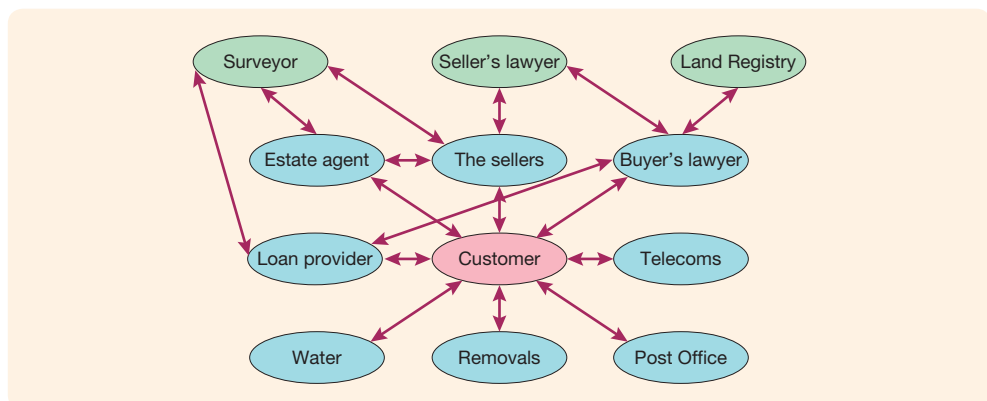 Surveyor
Seller’s lawyer
Land Registry
Estate agent
The sellers
Buyer’s lawyer
Loan provider
Customer
Telecoms
Water
Removals
Post Office